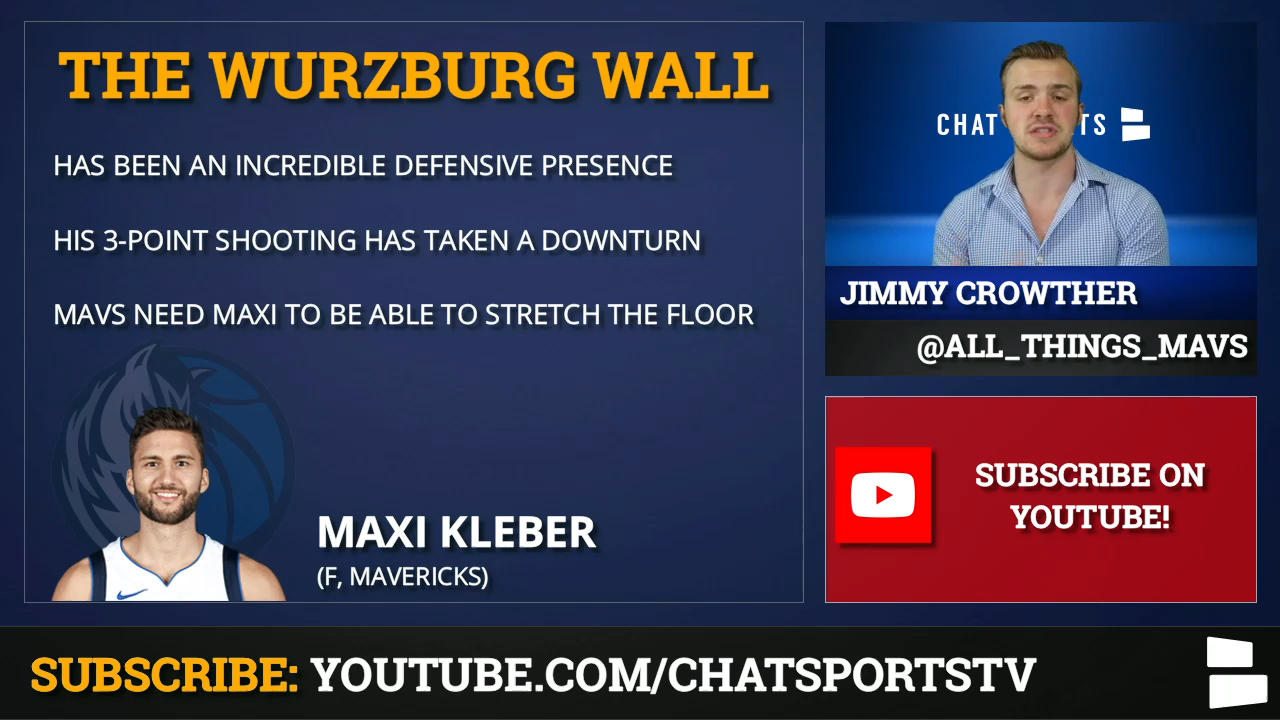 THE WURZBURG WALL
HAS BEEN AN INCREDIBLE DEFENSIVE PRESENCE
HIS 3-POINT SHOOTING HAS TAKEN A DOWNTURN
MAVS NEED MAXI TO BE ABLE TO STRETCH THE FLOOR
MAXI KLEBER
(F, MAVERICKS)
CHAT TS
JIMMY CROWTHER
@ALL_THINGS_MAVS
SUBSCRIBE ON
YOUTUBE!
SUBSCRIBE: YOUTUBE.COM/CHATSPORTSTV